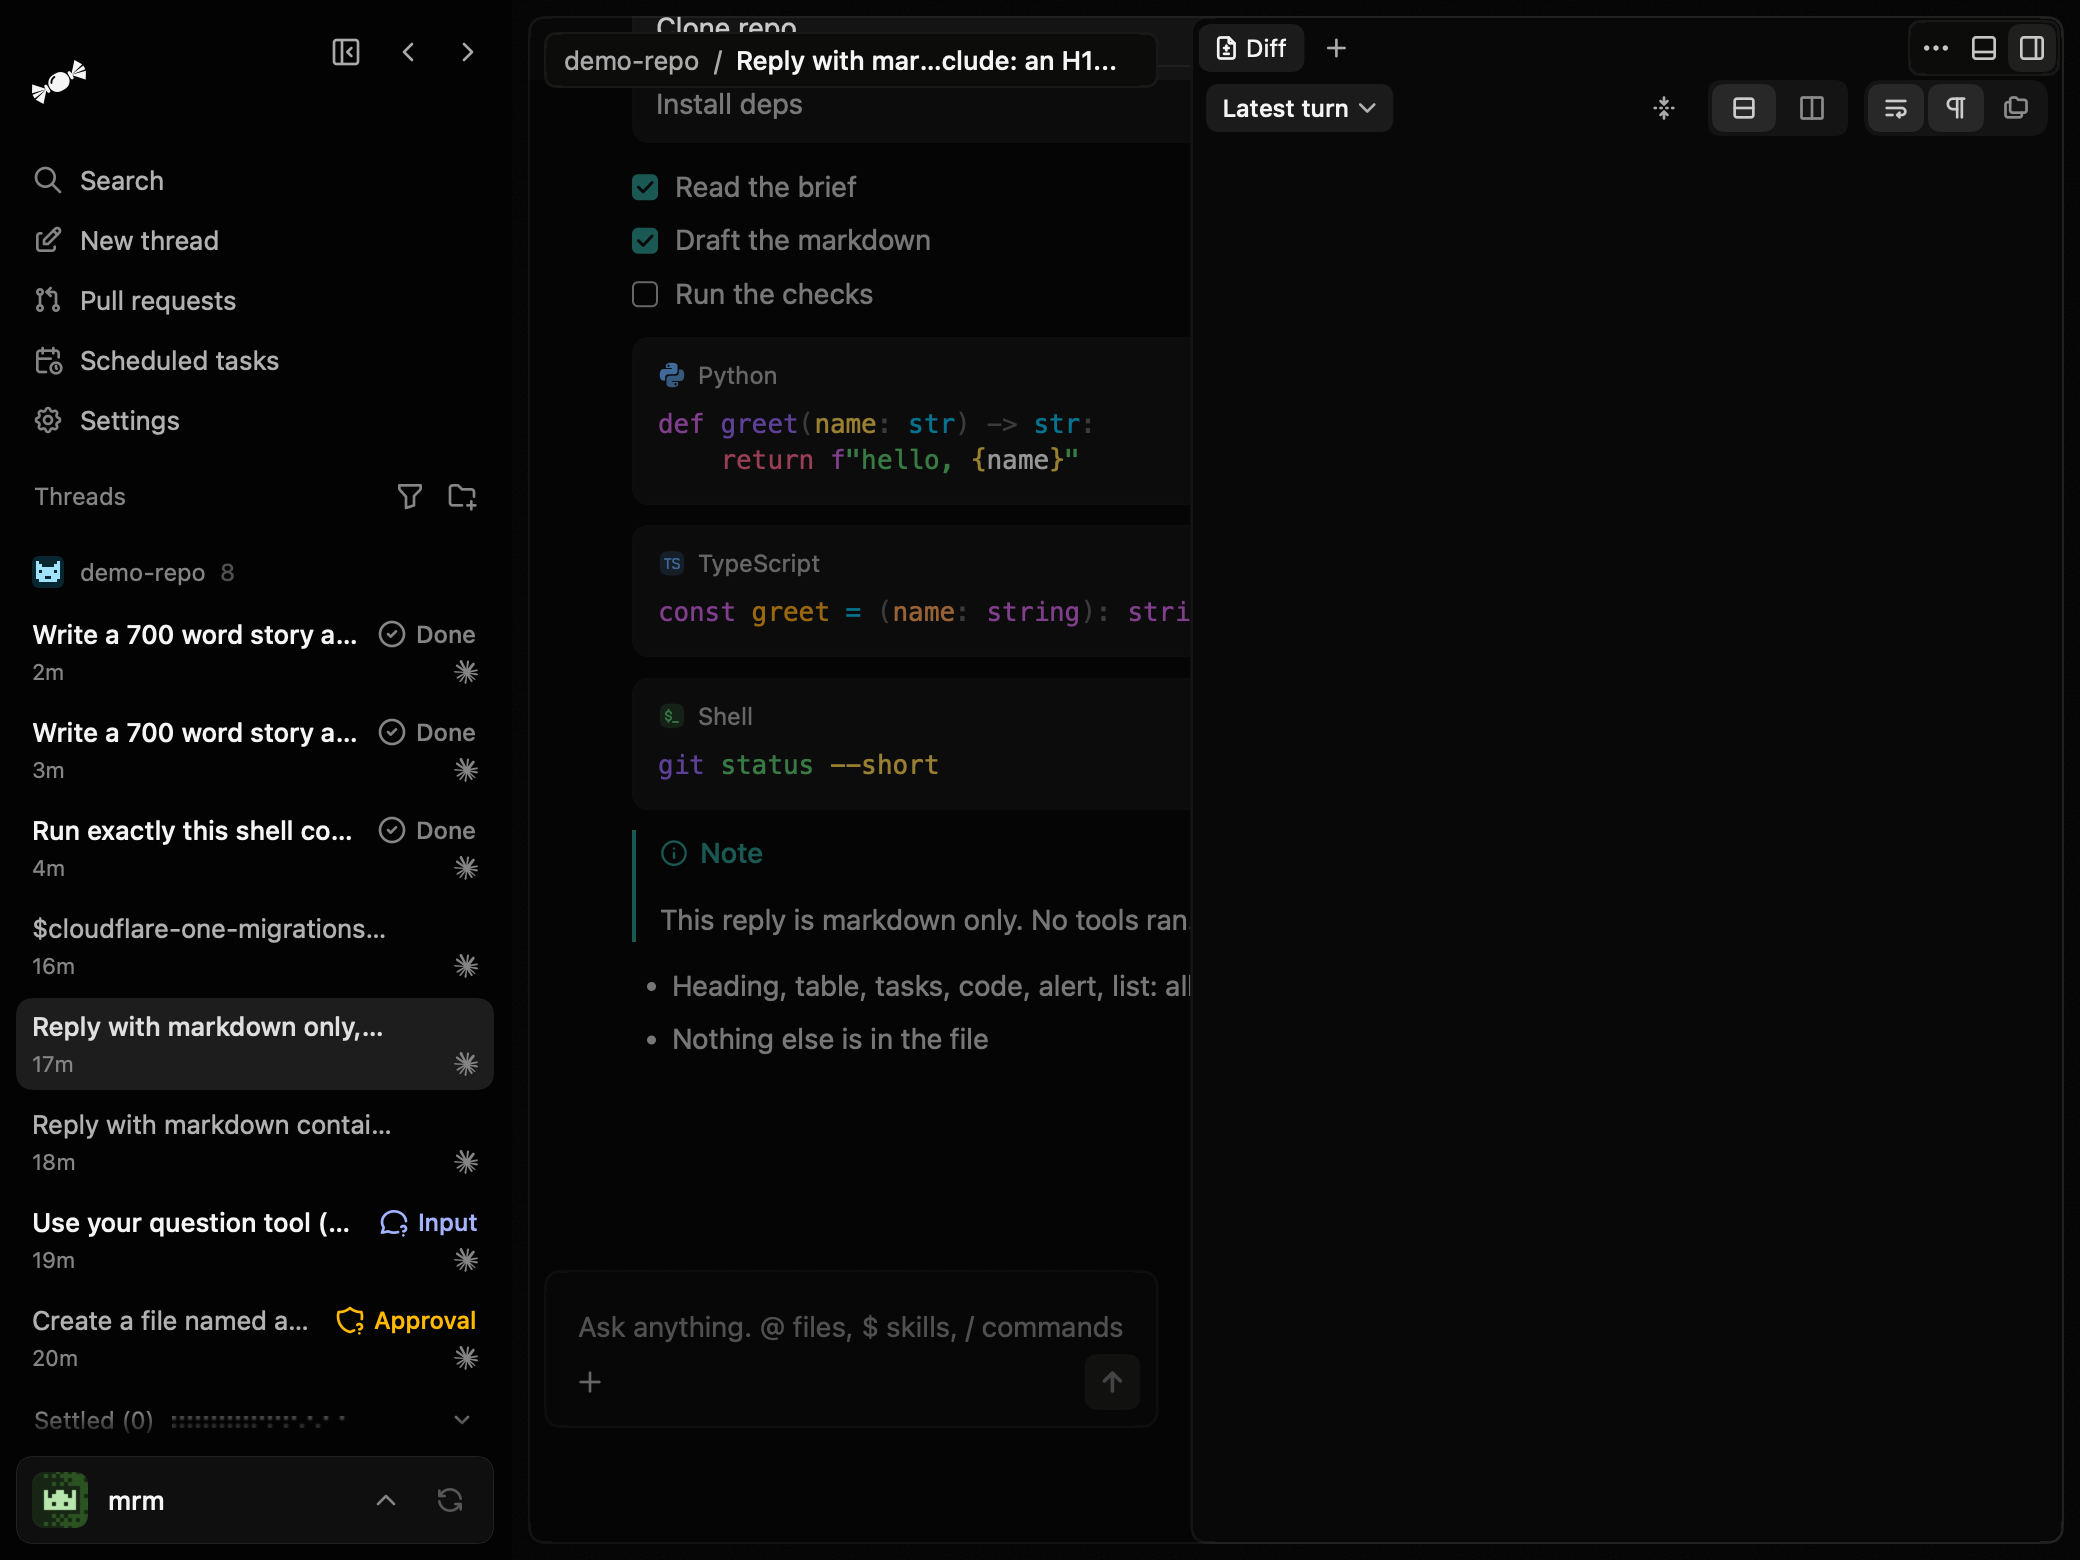 Search
New thread
Pull requests
Scheduled tasks
Settings
Threads
demo-repo 8
Write a 700 word story a... Done
2m
Write a 700 word story a... Done
3m
Run exactly this shell co... Done
4m
$cloudflare-one-migrations...
16m
Reply with markdown only,...
17m
Reply with markdown contai...
18m
Use your question tool (... Input
19m
Create a file named a... Approval
20m
Settled (0)
mrm
Clone repo
demo-repo / Reply with mar...clude: an H1...
Install deps
Read the brief
Draft the markdown
Run the checks
Python
def greet(name: str) -> str:
return f"hello, {name}"
TS TypeScript
const greet = (name: string): stri
$_ Shell
git status --short
Note
This reply is markdown only. No tools ran.
Heading, table, tasks, code, alert, list: all
Nothing else is in the file
Ask anything. @ files, $ skills, / commands
Diff
Latest turn